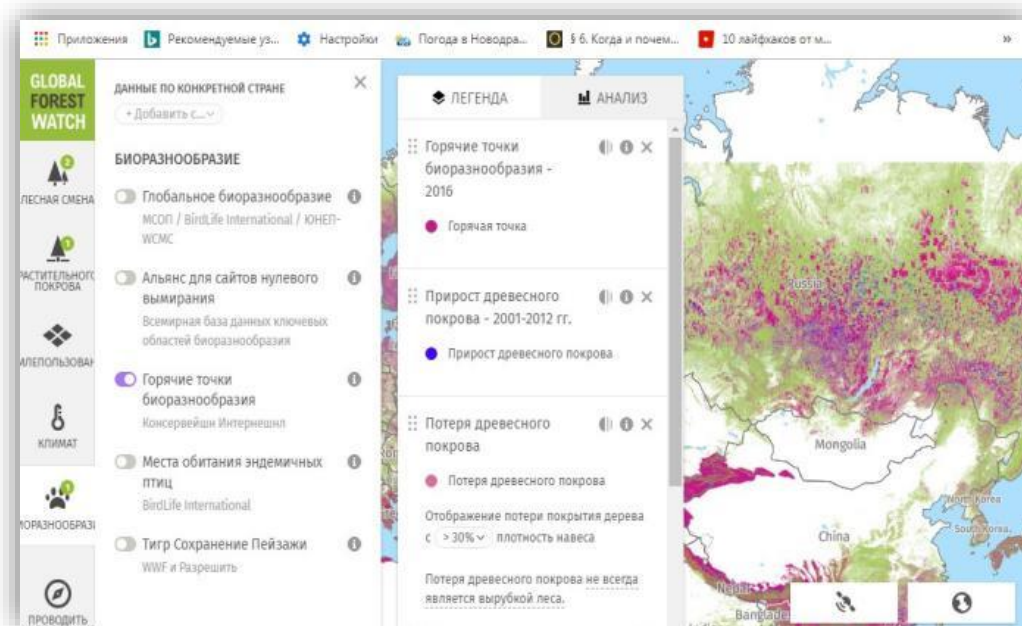 Приложения Рекомендуемые уз... Настройки Погода в Новодра... § 6. Когда и почем... 10 лайфхаков от м... »
GLOBAL
FOREST
WATCH
2
ЛЕСНАЯ СМЕНА
1
РАСТИТЕЛЬНОГО
ПОКРОВА
КЛИМАТ
1
ПРОВОДИТЬ
ДАННЫЕ ПО КОНКРЕТНОЙ СТРАНЕ
+ Добавить с...
БИОРАЗНООБРАЗИЕ
Глобальное биоразнообразие
МСОП / BirdLife International / ЮНЕП-
WCMC
Альянс для сайтов нулевого
вымирания
Всемирная база данных ключевых
областей биоразнообразия
Горячие точки
биоразнообразия
Консервейшн Интернешнл
Места обитания эндемичных
птиц
BirdLife International
Тигр Сохранение Пейзажи
WWF и Разрешить
ЛЕГЕНДА
АНАЛИЗ
Горячие точки
биоразнообразия -
2016
Горячая точка
Прирост древесного
покрова - 2001-2012 гг.
Прирост древесного покрова
Потеря древесного
покрова
Потеря древесного покрова
Отображение потери покрытия дерева
с > 30% плотность навеса
Потеря древесного покрова не всегда
является вырубкой леса.
Russia
Mongolia
North Korea
South Korea
China
Nepal
Banglade